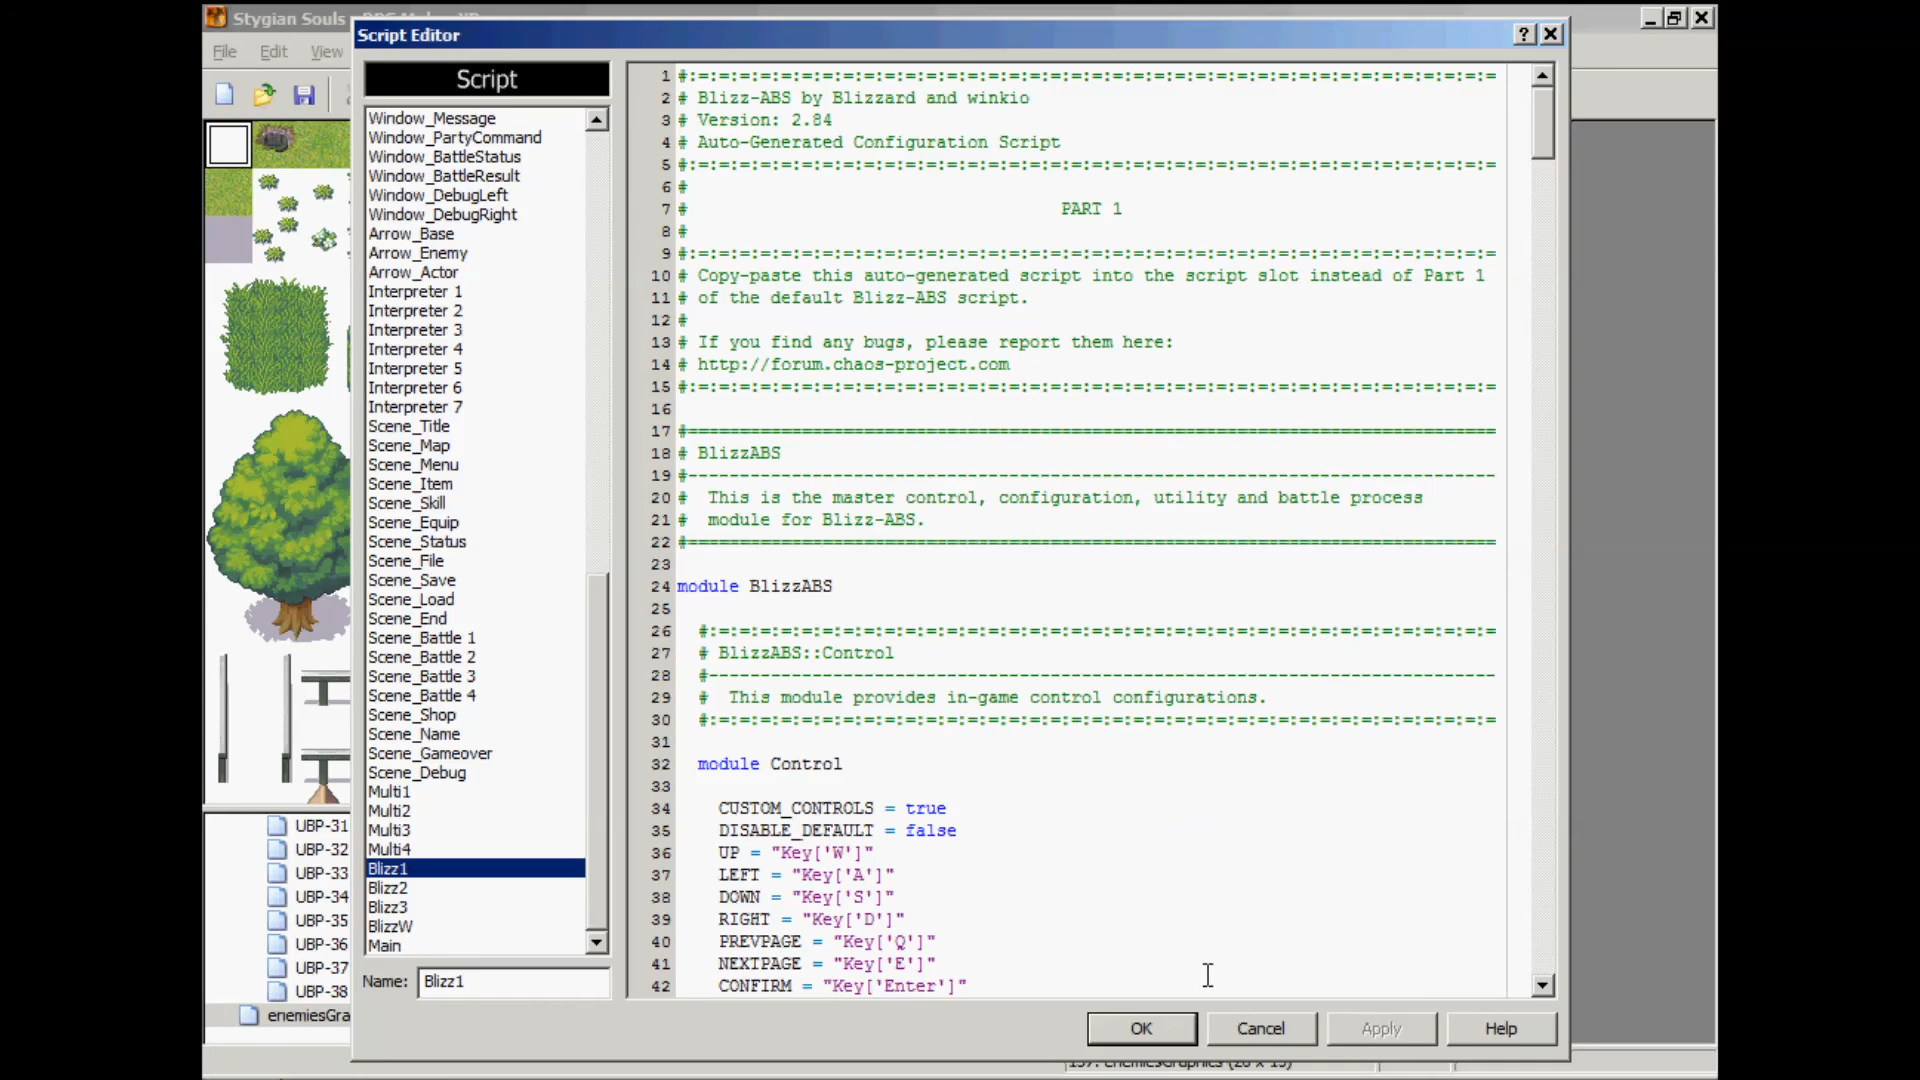 Stygian Souls
Script Editor
File Edit View
Script
Window_Message
Window_PartyCommand
Window_BattleStatus
Window_BattleResult
Window_DebugLeft
Window_DebugRight
Arrow_Base
Arrow_Enemy
Arrow_Actor
Interpreter 1
Interpreter 2
Interpreter 3
Interpreter 4
Interpreter 5
Interpreter 6
Interpreter 7
Scene_Title
Scene_Map
Scene_Menu
Scene_Item
Scene_Skill
Scene_Equip
Scene_Status
Scene_File
Scene_Save
Scene_Load
Scene_End
Scene_Battle 1
Scene_Battle 2
Scene_Battle 3
Scene_Battle 4
Scene_Shop
Scene_Name
Scene_Gameover
Scene_Debug
Multi1
Multi2
Multi3
Multi4
Blizz1
Blizz2
Blizz3
BlizzW
Main
Name: Blizz1
1 #:=:=:=:=:=:=:=:=:=:=:=:=:=:=:=:=:=:=:=:=:=:=:=:=:=:=:=:=:=:=:=:=:=:=:=:=:=:=:=
2 # Blizz-ABS by Blizzard and winkio
3 # Version: 2.84
4 # Auto-Generated Configuration Script
5 #:=:=:=:=:=:=:=:=:=:=:=:=:=:=:=:=:=:=:=:=:=:=:=:=:=:=:=:=:=:=:=:=:=:=:=:=:=:=:=
6 #
7 # PART 1
8 #
9 #:=:=:=:=:=:=:=:=:=:=:=:=:=:=:=:=:=:=:=:=:=:=:=:=:=:=:=:=:=:=:=:=:=:=:=:=:=:=:=
10 # Copy-paste this auto-generated script into the script slot instead of Part 1
11 # of the default Blizz-ABS script.
12 #
13 # If you find any bugs, please report them here:
14 # http://forum.chaos-project.com
15 #:=:=:=:=:=:=:=:=:=:=:=:=:=:=:=:=:=:=:=:=:=:=:=:=:=:=:=:=:=:=:=:=:=:=:=:=:=:=:=
16
17 #==============================================================================
18 # BlizzABS
19 #------------------------------------------------------------------------------
20 #  This is the master control, configuration, utility and battle process
21 #  module for Blizz-ABS.
22 #==============================================================================
23
24 module BlizzABS
25
26 #:=:=:=:=:=:=:=:=:=:=:=:=:=:=:=:=:=:=:=:=:=:=:=:=:=:=:=:=:=:=:=:=:=:=:=:=:=:=
27 # BlizzABS::Control
28 #----------------------------------------------------------------------------
29 #  This module provides in-game control configurations.
30 #:=:=:=:=:=:=:=:=:=:=:=:=:=:=:=:=:=:=:=:=:=:=:=:=:=:=:=:=:=:=:=:=:=:=:=:=:=:=
31
32 module Control
33
34 CUSTOM_CONTROLS = true
35 DISABLE_DEFAULT = false
36 UP = "Key['W']"
37 LEFT = "Key['A']"
38 DOWN = "Key['S']"
39 RIGHT = "Key['D']"
40 PREVPAGE = "Key['Q']"
41 NEXTPAGE = "Key['E']"
42 CONFIRM = "Key['Enter']"
UBP-31
UBP-32
UBP-33
UBP-34
UBP-35
UBP-36
UBP-37
UBP-38
enemiesGra
OK Cancel Apply Help